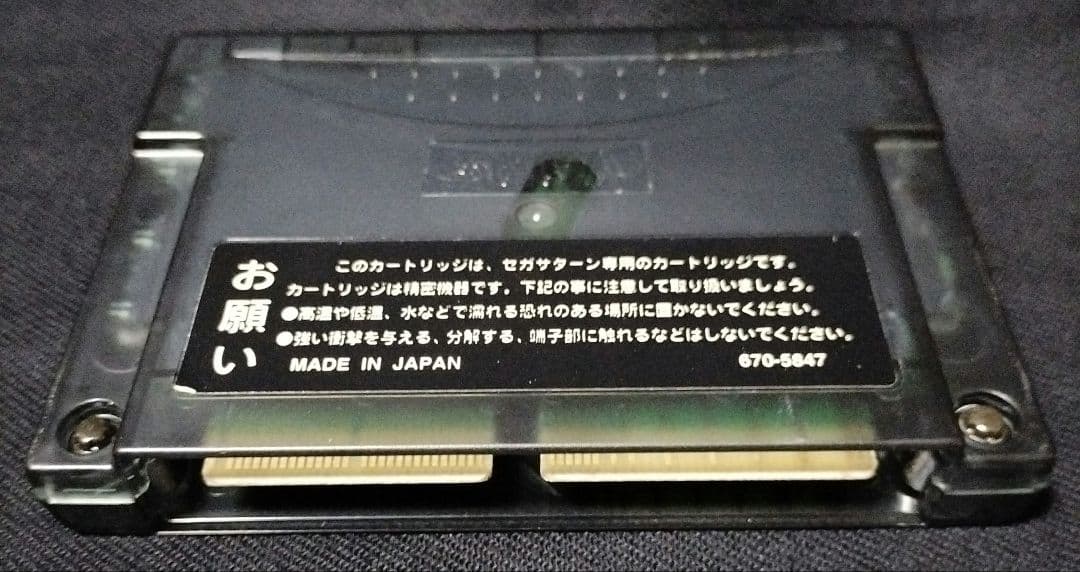 お願い
このカートリッジは、セガサターン専用のカートリッジです。
カートリッジは精密機器です。下記の事に注意して取り扱いましょう。
●高温や低温、水などで濡れる恐れのある場所に置かないでください。
●強い衝撃を与える、分解する、端子部に触れるなどはしないでください。
MADE IN JAPAN
670-5847